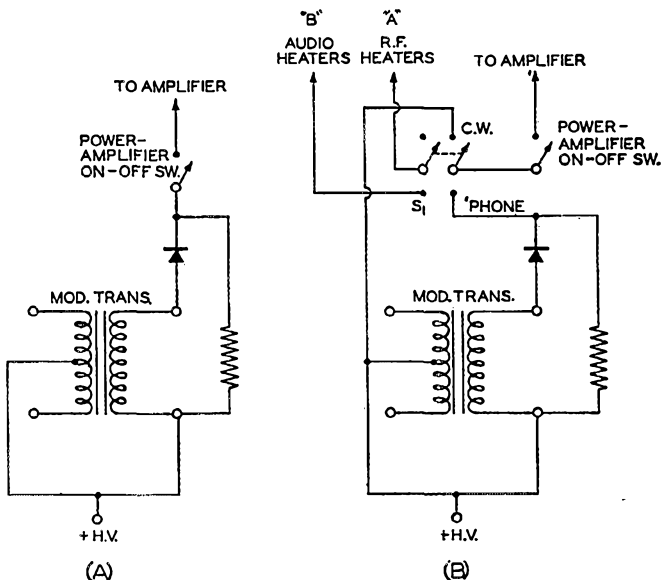 TO AMPLIFIER
POWER-
AMPLIFIER
ON-OFF SW.
MOD. TRANS.
+ H.V.
(A)
"B"
AUDIO
HEATERS
"A"
R.F.
HEATERS
TO AMPLIFIER
C.W.
POWER-
AMPLIFIER
ON-OFF SW.
S1
'PHONE
MOD. TRANS.
+ H.V.
(B)